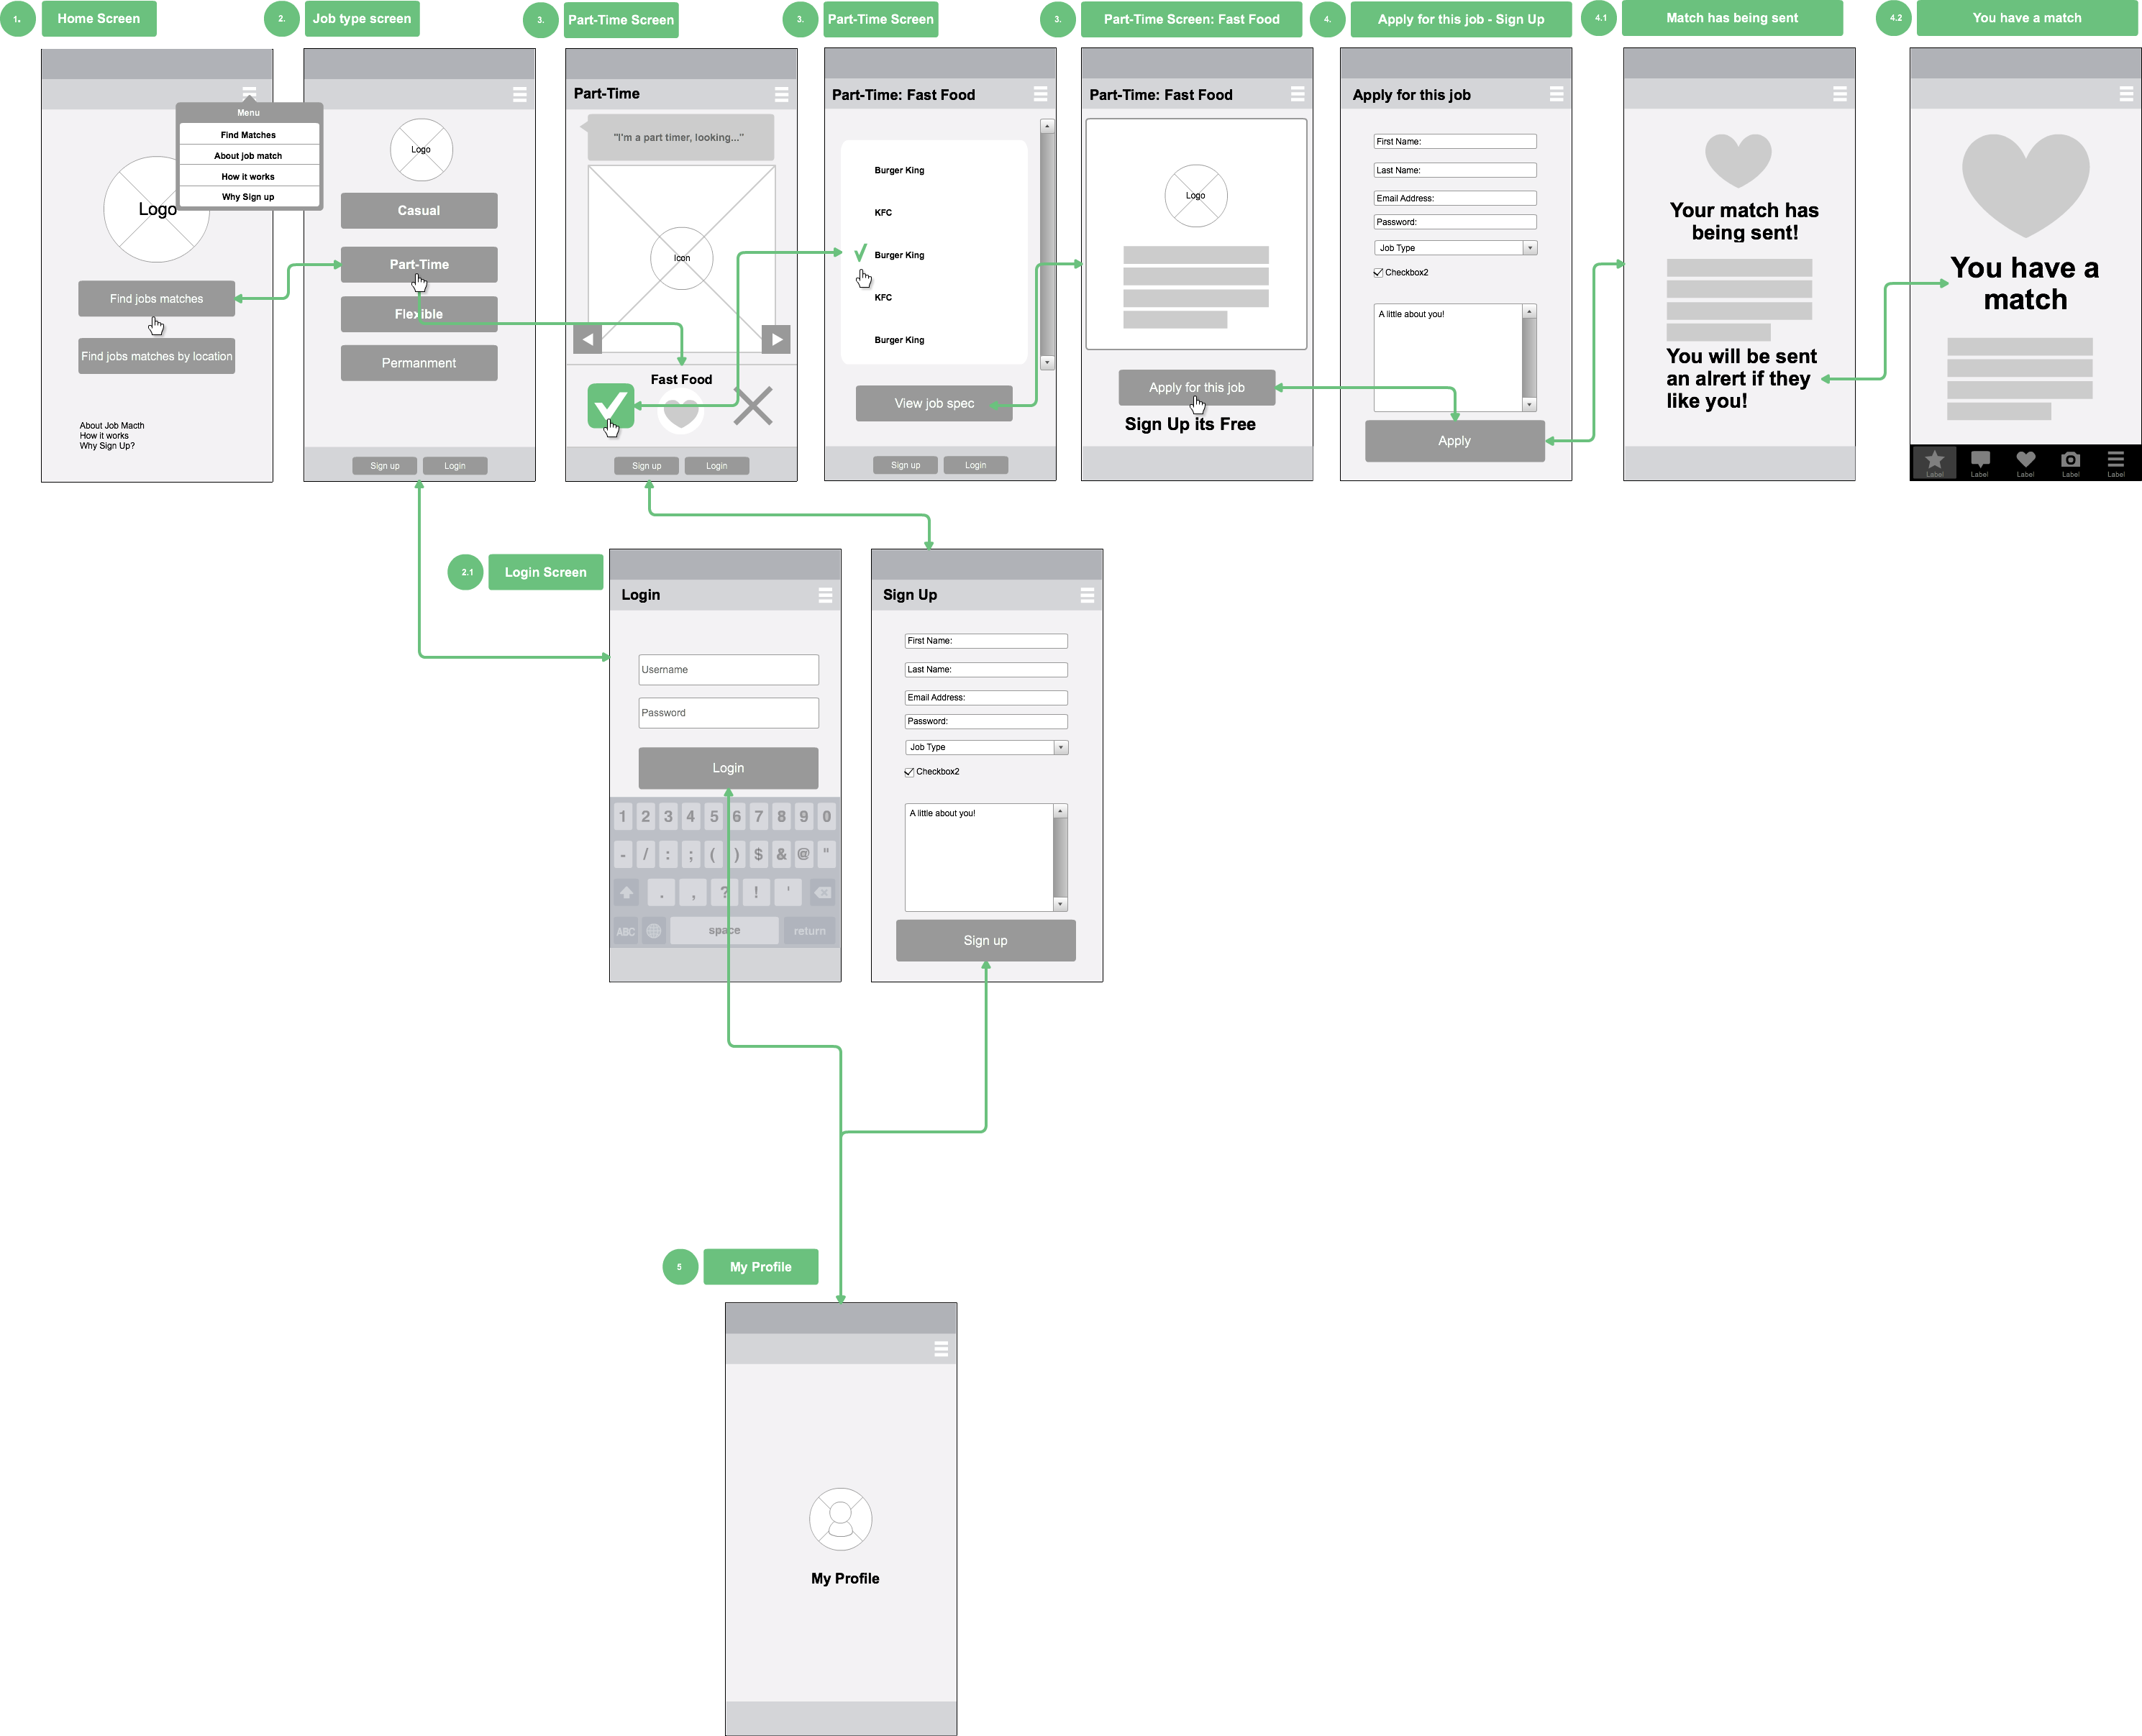 1.
Home Screen
2.
Job type screen
3.
Part-Time Screen
3.
Part-Time Screen
3.
Part-Time Screen: Fast Food
4.
Apply for this job - Sign Up
4.1
Match has being sent
4.2
You have a match
Menu
Find Matches
About job match
How it works
Why Sign up
Logo
Find jobs matches
Find jobs matches by location
About Job Macth
How it works
Why Sign Up?
Logo
Casual
Part-Time
Flexible
Permanment
Sign up
Login
Part-Time
"I'm a part timer, looking..."
Icon
Fast Food
Sign up
Login
Part-Time: Fast Food
Burger King
KFC
Burger King
KFC
Burger King
View job spec
Sign up
Login
Part-Time: Fast Food
Logo
Apply for this job
Sign Up its Free
Apply for this job
First Name:
Last Name:
Email Address:
Password:
Job Type
Checkbox2
A little about you!
Apply
Your match has
being sent!
You will be sent
an alrert if they
like you!
You have a
match
Label
Label
Label
Label
Label
2.1
Login Screen
Login
Username
Password
Login
1 2 3 4 5 6 7 8 9 0
- / : ; ( ) $ & @ "
. , ? ! '
ABC
space
return
Sign Up
First Name:
Last Name:
Email Address:
Password:
Job Type
Checkbox2
A little about you!
Sign up
5
My Profile
My Profile